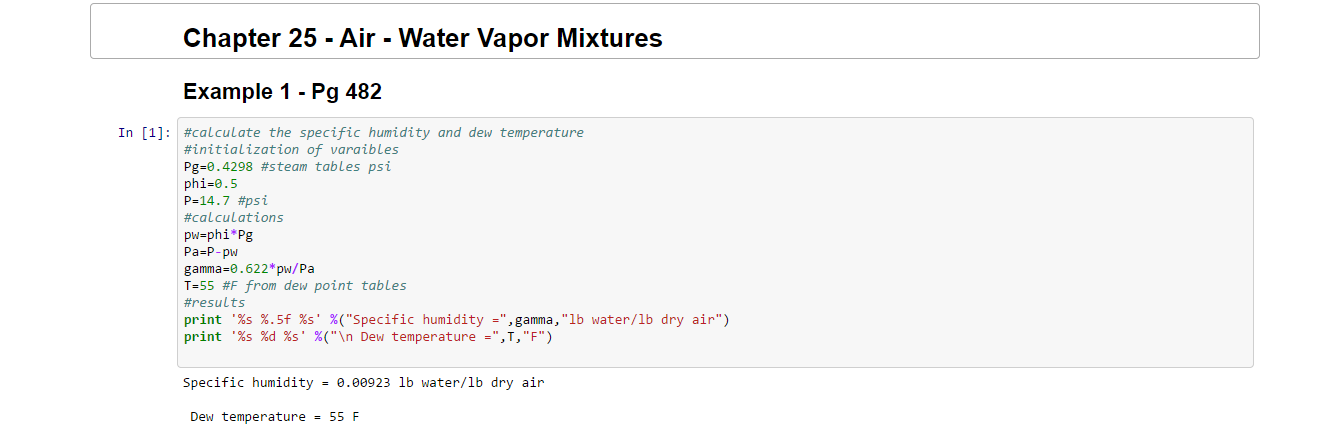 Chapter 25 - Air - Water Vapor Mixtures
Example 1 - Pg 482
In [1]: #calculate the specific humidity and dew temperature
#initialization of varaibles
Pg=0.4298 #steam tables psi
phi=0.5
P=14.7 #psi
#calculations
pw=phi*Pg
Pa=P-pw
gamma=0.622*pw/Pa
T=55 #F from dew point tables
#results
print '%s %.5f %s' %("Specific humidity =",gamma,"lb water/lb dry air")
print '%s %d %s' %("\n Dew temperature =",T,"F")
Specific humidity = 0.00923 lb water/lb dry air
Dew temperature = 55 F